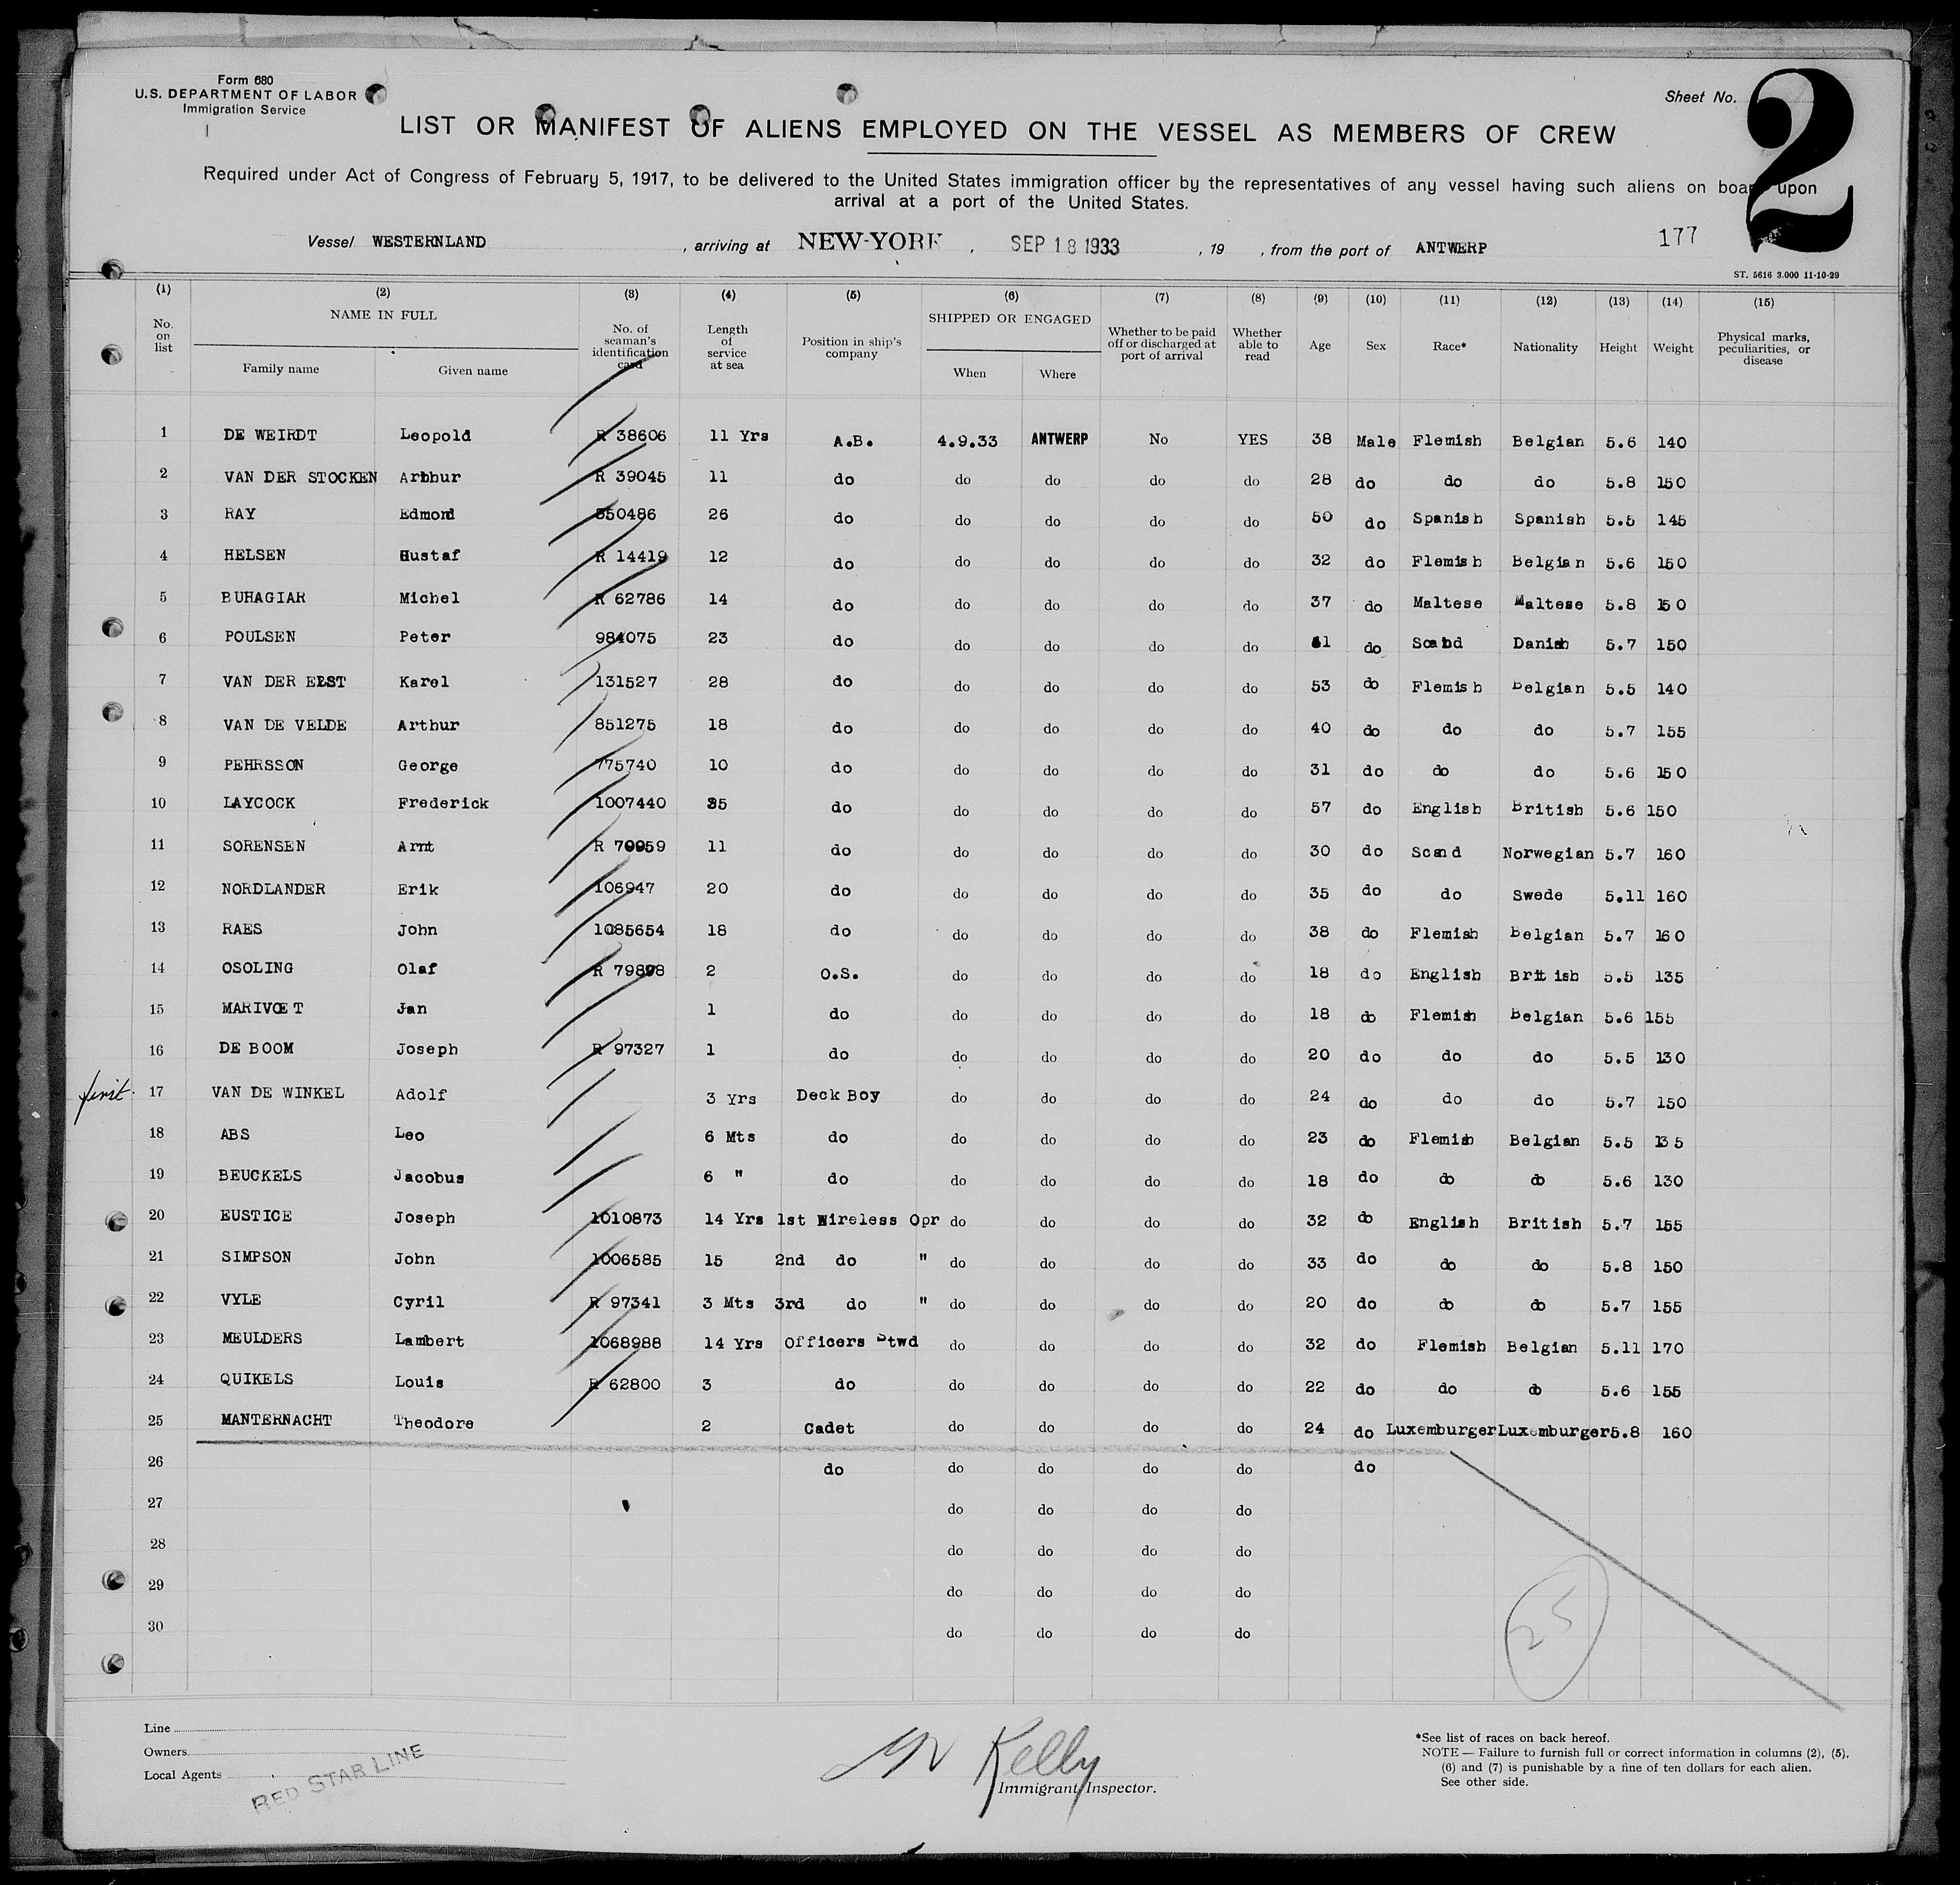 Form 680
U.S. DEPARTMENT OF LABOR
Immigration Service
Sheet No. 2
LIST OR MANIFEST OF ALIENS EMPLOYED ON THE VESSEL AS MEMBERS OF CREW
Required under Act of Congress of February 5, 1917, to be delivered to the United States immigration officer by the representatives of any vessel having such aliens on board upon
arrival at a port of the United States.
Vessel WESTERNLAND , arriving at NEW-YORK , SEP 18 1933 , 19 , from the port of ANTWERP
177
ST. 5616 3.000 11-10-29
(1) (2) (3) (4) (5) (6) (7) (8) (9) (10) (11) (12) (13) (14) (15)
No. on list NAME IN FULL Family name Given name No. of seaman's identification card Length of service at sea Position in ship's company SHIPPED OR ENGAGED When Where Whether to be paid off or discharged at port of arrival Whether able to read Age Sex Race* Nationality Height Weight Physical marks, peculiarities, or disease
1 DE WEIRDT Leopold R 38606 11 Yrs A.B. 4.9.33 ANTWERP No YES 38 Male Flemish Belgian 5.6 140
2 VAN DER STOCKEN Arthur R 39045 11 do do do do do 28 do do do 5.8 150
3 RAY Edmond 350486 26 do do do do do 50 do Spanish Spanish 5.5 145
4 HELSEN Gustaf R 14419 12 do do do do do 32 do Flemish Belgian 5.6 150
5 BUHAGIAR Michel R 62786 14 do do do do do 37 do Maltese Maltese 5.8 150
6 POULSEN Peter 984075 23 do do do do do 41 do Scand Danish 5.7 150
7 VAN DER ELST Karel 131527 28 do do do do do 53 do Flemish Belgian 5.5 140
8 VAN DE VELDE Arthur 851275 18 do do do do do 40 do do do 5.7 155
9 PEHRSSON George 775740 10 do do do do do 31 do do do 5.6 150
10 LAYCOCK Frederick 1007440 35 do do do do do 57 do English British 5.6 150
11 SORENSEN Arnt R 11 do do do do do 30 do Scand Norwegian 5.7 160
12 NORDLANDER Erik 106947 20 do do do do do 35 do do Swede 5.11 160
13 RAES John 1085654 18 do do do do do 38 do Flemish Belgian 5.7 160
14 OSOLING Olaf R 79898 2 O.S. do do do do 18 do English British 5.5 135
15 MARIVOET Jan 1 do do do do do 18 do Flemish Belgian 5.6 155
16 DE BOOM Joseph R 97327 1 do do do do do 20 do do do 5.5 130
17 VAN DE WINKEL Adolf 3 Yrs Deck Boy do do do do 24 do do do 5.7 150
18 ABS Leo 6 Mts do do do do do 23 do Flemish Belgian 5.5 135
19 BEUCKELS Jacobus 6 " do do do do do 18 do do do 5.6 130
20 EUSTICE Joseph 1010873 14 Yrs 1st Wireless Opr do do do do 32 do English British 5.7 155
21 SIMPSON John 1006585 15 2nd do " do do do do 33 do do do 5.8 150
22 VYLE Cyril R 97341 3 Mts 3rd do " do do do do 20 do do do 5.7 155
23 MEULDERS Lambert 1068988 14 Yrs Officers Stwd do do do do 32 do Flemish Belgian 5.11 170
24 QUIKELS Louis R 62800 3 do do do do do 22 do do do 5.6 155
25 MANTERNACHT Theodore 2 Cadet do do do do 24 do Luxemburger Luxemburger 5.8 160
26 do do do do do do
27 do do do do
28 do do do do
29 do do do do
30 do do do do
25
Line
Owners
Local Agents
RED STAR LINE
Kelly
Immigrant Inspector.
*See list of races on back hereof.
NOTE — Failure to furnish full or correct information in columns (2), (5),
(6) and (7) is punishable by a fine of ten dollars for each alien.
See other side.